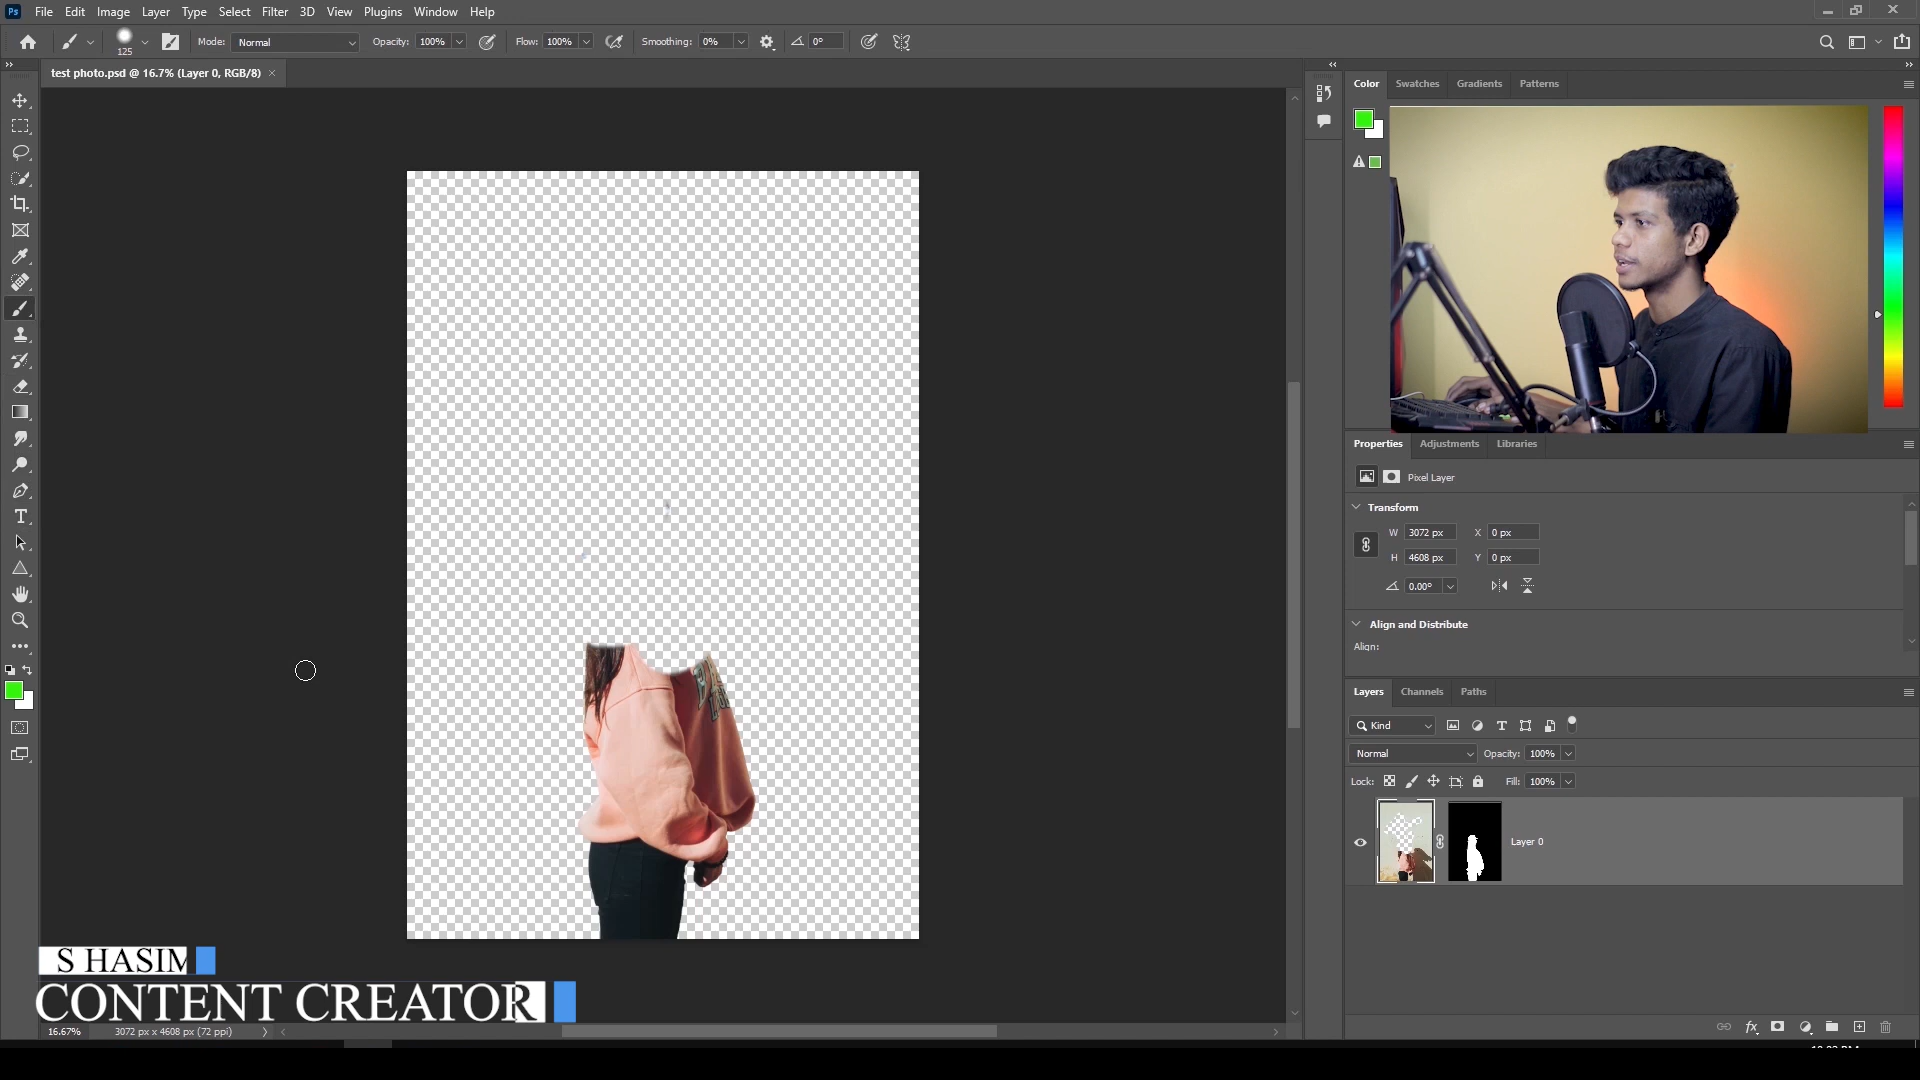 Ps File Edit Image Layer Type Select Filter 3D View Plugins Window Help
125 Mode: Normal Opacity: 100% Flow: 100% Smoothing: 0% 0°
test photo.psd @ 16.7% (Layer 0, RGB/8) ×
Color Swatches Gradients Patterns
Properties Adjustments Libraries
Pixel Layer
Transform
W 3072 px X 0 px
H 4608 px Y 0 px
0.00°
Align and Distribute
Align:
Layers Channels Paths
Kind
Normal Opacity: 100%
Lock: Fill: 100%
Layer 0
S HASIM
CONTENT CREATOR
16.67% 3072 px x 4608 px (72 ppi)